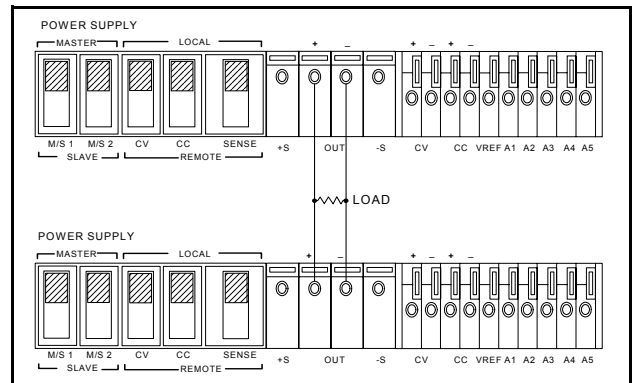 POWER SUPPLY
MASTER LOCAL
+ – + – + –
M/S 1 M/S 2 CV CC SENSE +S OUT -S CV CC VREF A1 A2 A3 A4 A5
SLAVE REMOTE
LOAD
POWER SUPPLY
MASTER LOCAL
+ – + – + –
M/S 1 M/S 2 CV CC SENSE +S OUT -S CV CC VREF A1 A2 A3 A4 A5
SLAVE REMOTE